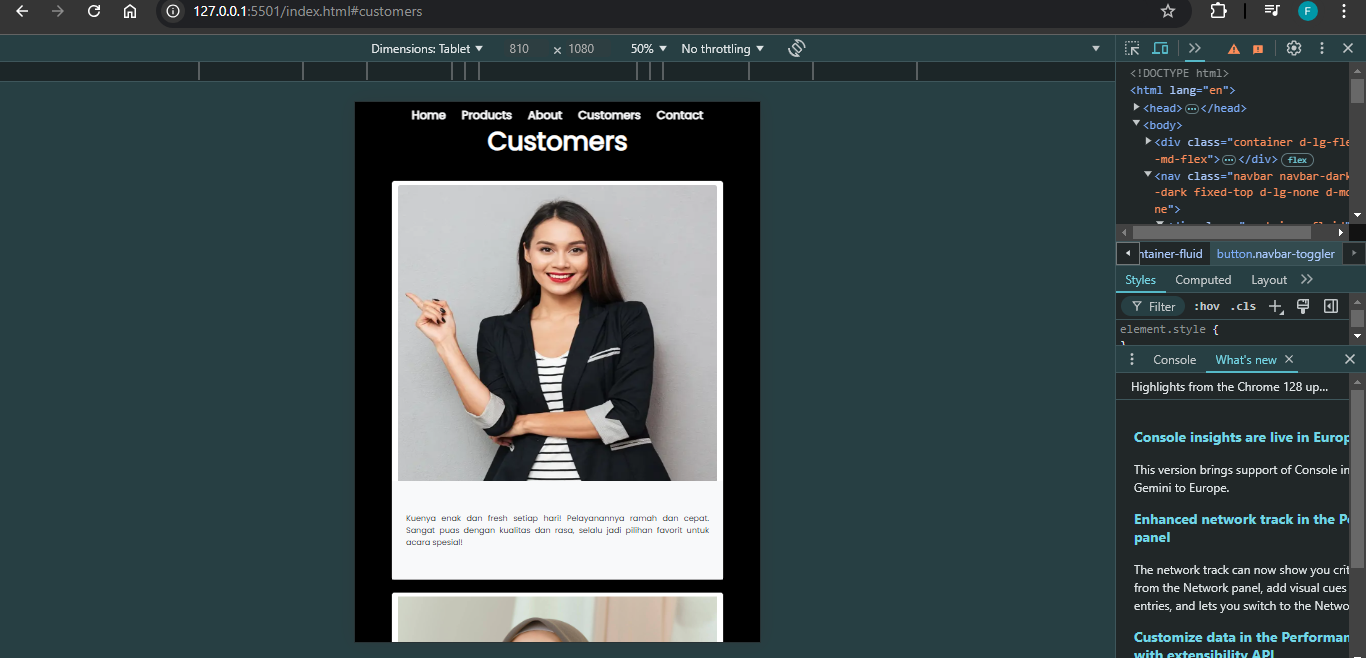 127.0.0.1:5501/index.html#customers
F
Dimensions: Tablet 810 × 1080 50% No throttling
Home Products About Customers Contact
Customers
Kuenya enak dan fresh setiap hari! Pelayanannya ramah dan cepat.
Sangat puas dengan kualitas dan rasa, selalu jadi pilihan favorit untuk
acara spesial!
<!DOCTYPE html>
<html lang="en">
<head> </head>
<body>
<div class="container d-lg-fle
-md-flex"> </div> flex
<nav class="navbar navbar-dark
-dark fixed-top d-lg-none d-mo
ne">
ntainer-fluid button.navbar-toggler
Styles Computed Layout
Filter :hov .cls
element.style {
Console What's new
Highlights from the Chrome 128 up...
Console insights are live in Europ
This version brings support of Console in
Gemini to Europe.
Enhanced network track in the Pe
panel
The network track can now show you crit
from the Network panel, add visual cues
entries, and lets you switch to the Netwo
Customize data in the Performan
with extensibility API